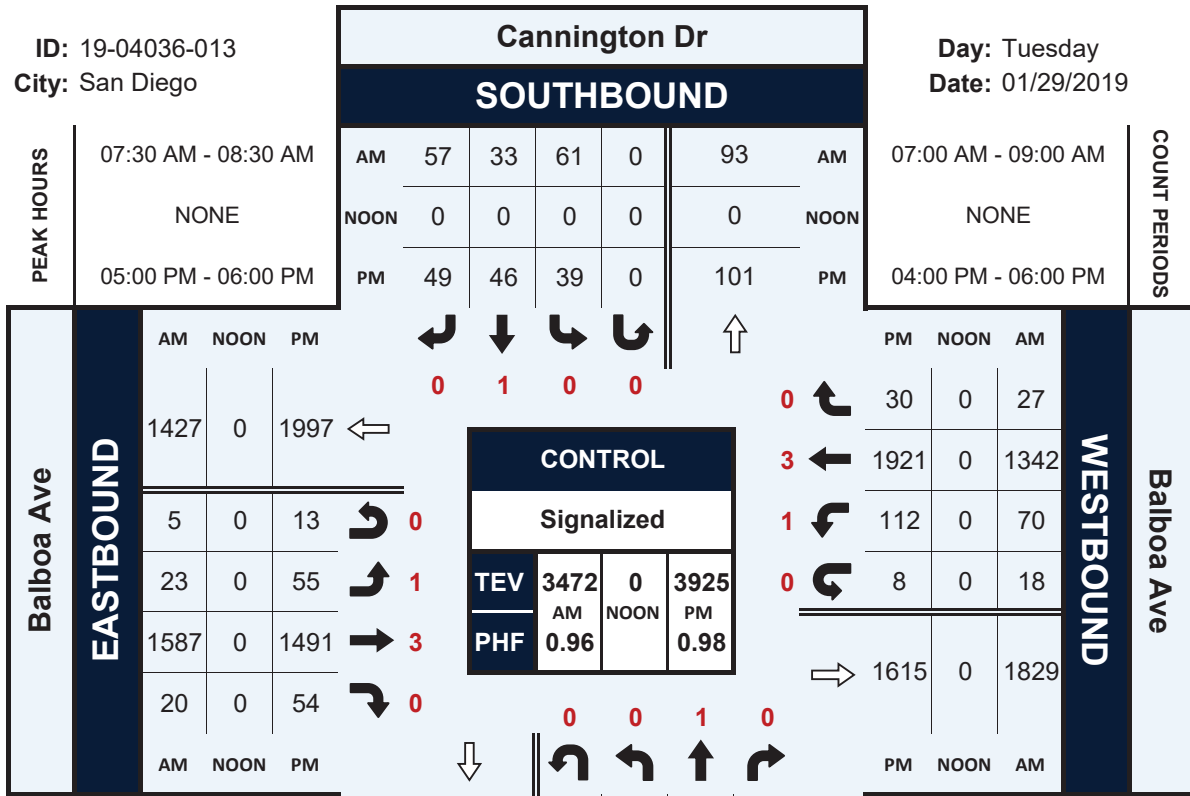 Cannington Dr
ID: 19-04036-013
City: San Diego
Day: Tuesday
Date: 01/29/2019
SOUTHBOUND
PEAK HOURS
07:30 AM - 08:30 AM
NONE
05:00 PM - 06:00 PM
AM 57 33 61 0 93 AM
NOON 0 0 0 0 0 NOON
PM 49 46 39 0 101 PM
07:00 AM - 09:00 AM
NONE
04:00 PM - 06:00 PM
COUNT PERIODS
0 1 0 0
Balboa Ave
EASTBOUND
AM NOON PM
1427 0 1997
5 0 13 0
23 0 55 1
1587 0 1491 3
20 0 54 0
AM NOON PM
CONTROL
Signalized
TEV 3472 0 3925
AM NOON PM
PHF 0.96 0.98
PM NOON AM
0 30 0 27
3 1921 0 1342
1 112 0 70
0 8 0 18
1615 0 1829
PM NOON AM
WESTBOUND
Balboa Ave
0 0 1 0